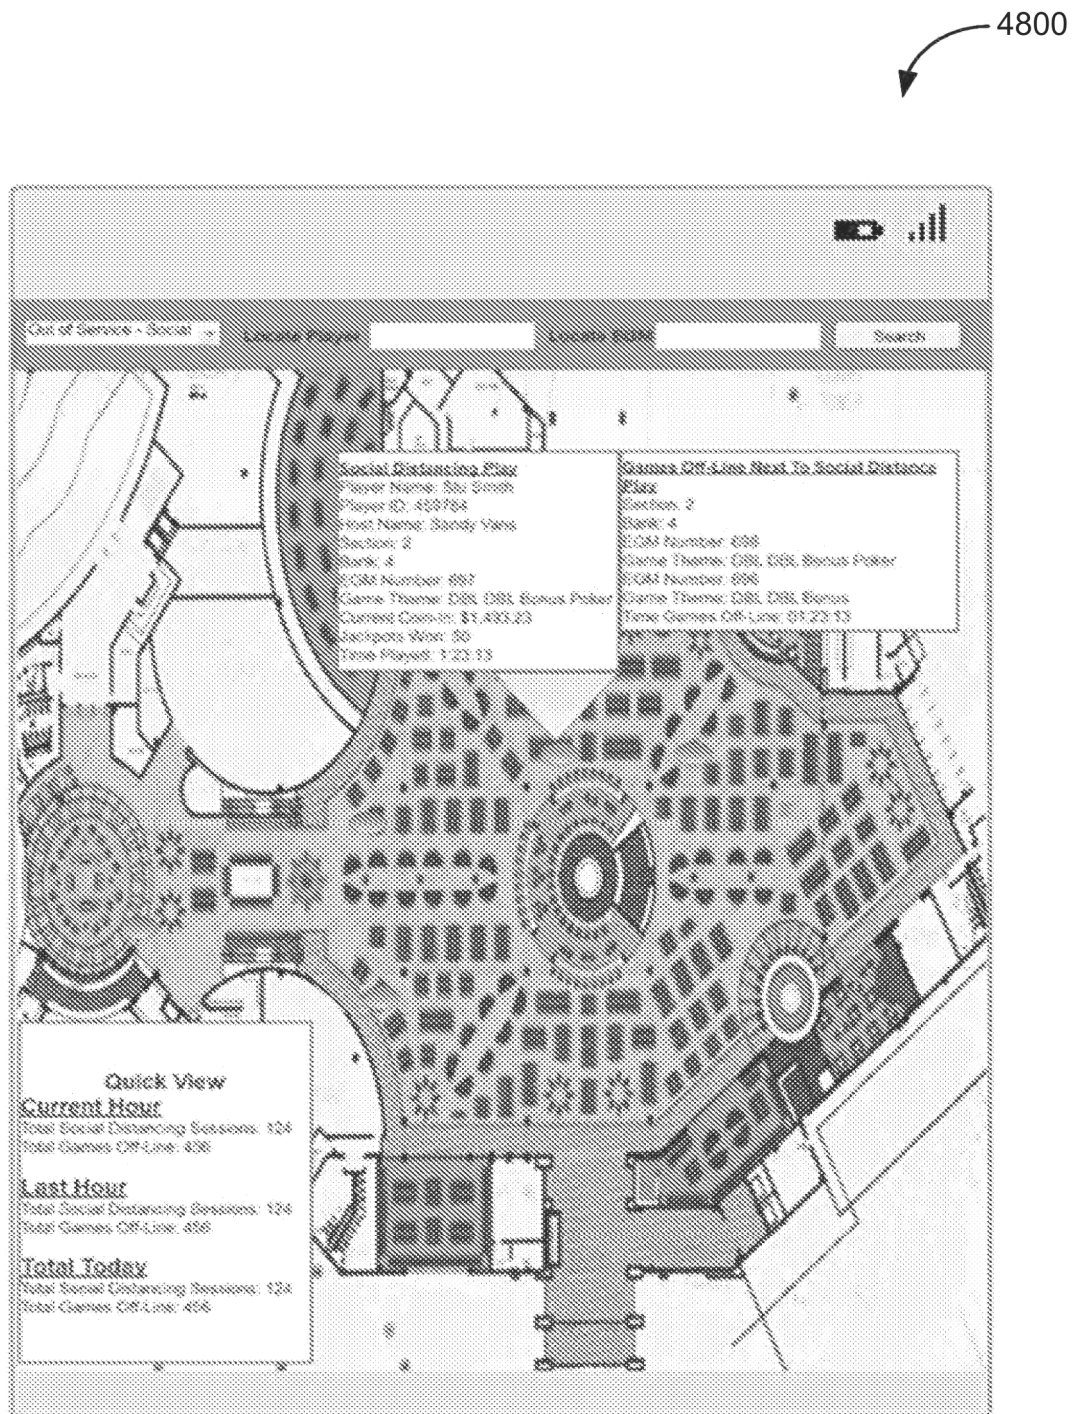 4800
Out of Service - Social
Locate Player
Locate EGM
Search
Social Distancing Play
Player Name: Stu Smith
Player ID: 459784
Host Name: Sandy Vans
Section: 2
Bank: 4
EGM Number: 697
Game Theme: DBL DBL Bonus Poker
Current Coin-in: $1,493.23
Jackpots Won: $0
Time Played: 1:23:13
Games Off-Line Next To Social Distance
Play
Section: 2
Bank: 4
EGM Number: 698
Game Theme: DBL DBL Bonus Poker
EGM Number: 696
Game Theme: DBL DBL Bonus
Time Games Off-Line: 01:23:13
Quick View
Current Hour
Total Social Distancing Sessions: 124
Total Games Off-Line: 456
Last Hour
Total Social Distancing Sessions: 124
Total Games Off-Line: 456
Total Today
Total Social Distancing Sessions: 124
Total Games Off-Line: 456